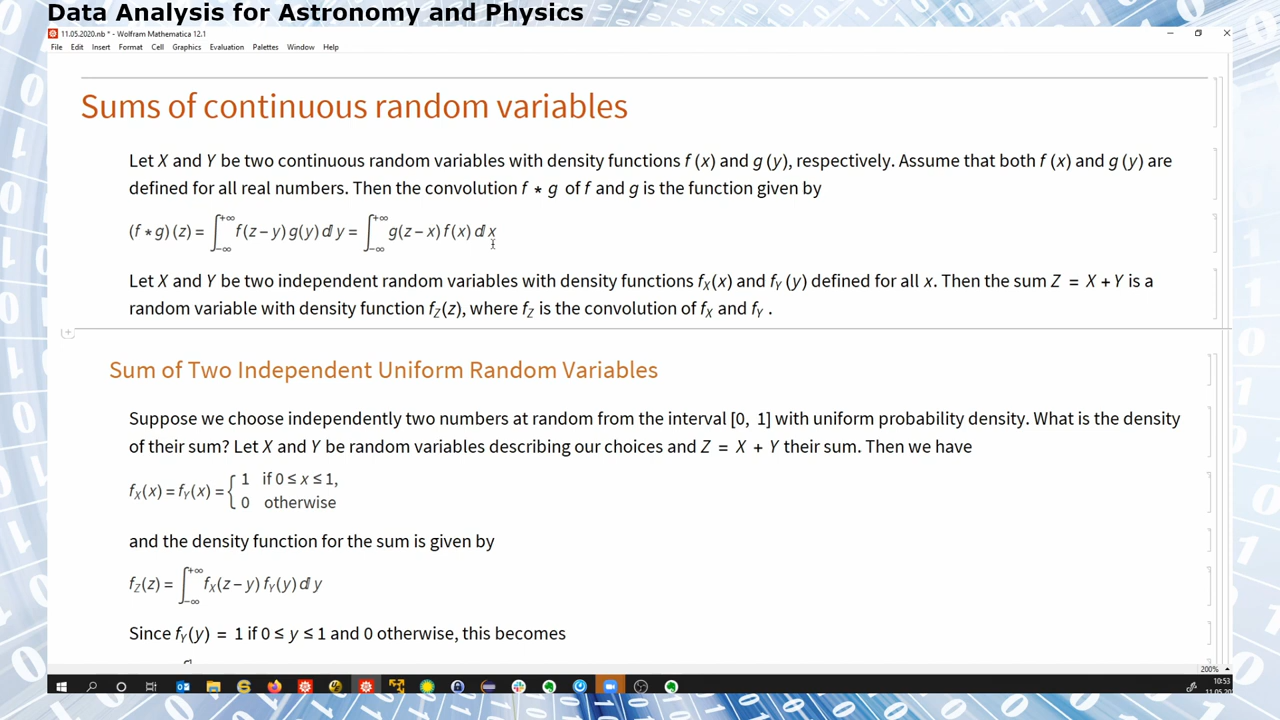 Data Analysis for Astronomy and Physics
11.05.2020.nb * - Wolfram Mathematica 12.1
File Edit Insert Format Cell Graphics Evaluation Palettes Window Help
Sums of continuous random variables
Let X and Y be two continuous random variables with density functions f (x) and g (y), respectively. Assume that both f (x) and g (y) are
defined for all real numbers. Then the convolution f * g of f and g is the function given by
(f * g) (z) = ∫_{-∞}^{+∞} f(z − y) g(y) ⅆ y = ∫_{-∞}^{+∞} g(z − x) f(x) ⅆ x
Let X and Y be two independent random variables with density functions f_X(x) and f_Y (y) defined for all x. Then the sum Z = X + Y is a
random variable with density function f_Z(z), where f_Z is the convolution of f_X and f_Y .
Sum of Two Independent Uniform Random Variables
Suppose we choose independently two numbers at random from the interval [0, 1] with uniform probability density. What is the density
of their sum? Let X and Y be random variables describing our choices and Z = X + Y their sum. Then we have
f_X(x) = f_Y(x) = { 1 if 0 ≤ x ≤ 1,
0 otherwise
and the density function for the sum is given by
f_Z(z) = ∫_{-∞}^{+∞} f_X(z − y) f_Y(y) ⅆ y
Since f_Y(y) = 1 if 0 ≤ y ≤ 1 and 0 otherwise, this becomes
200%
10:53